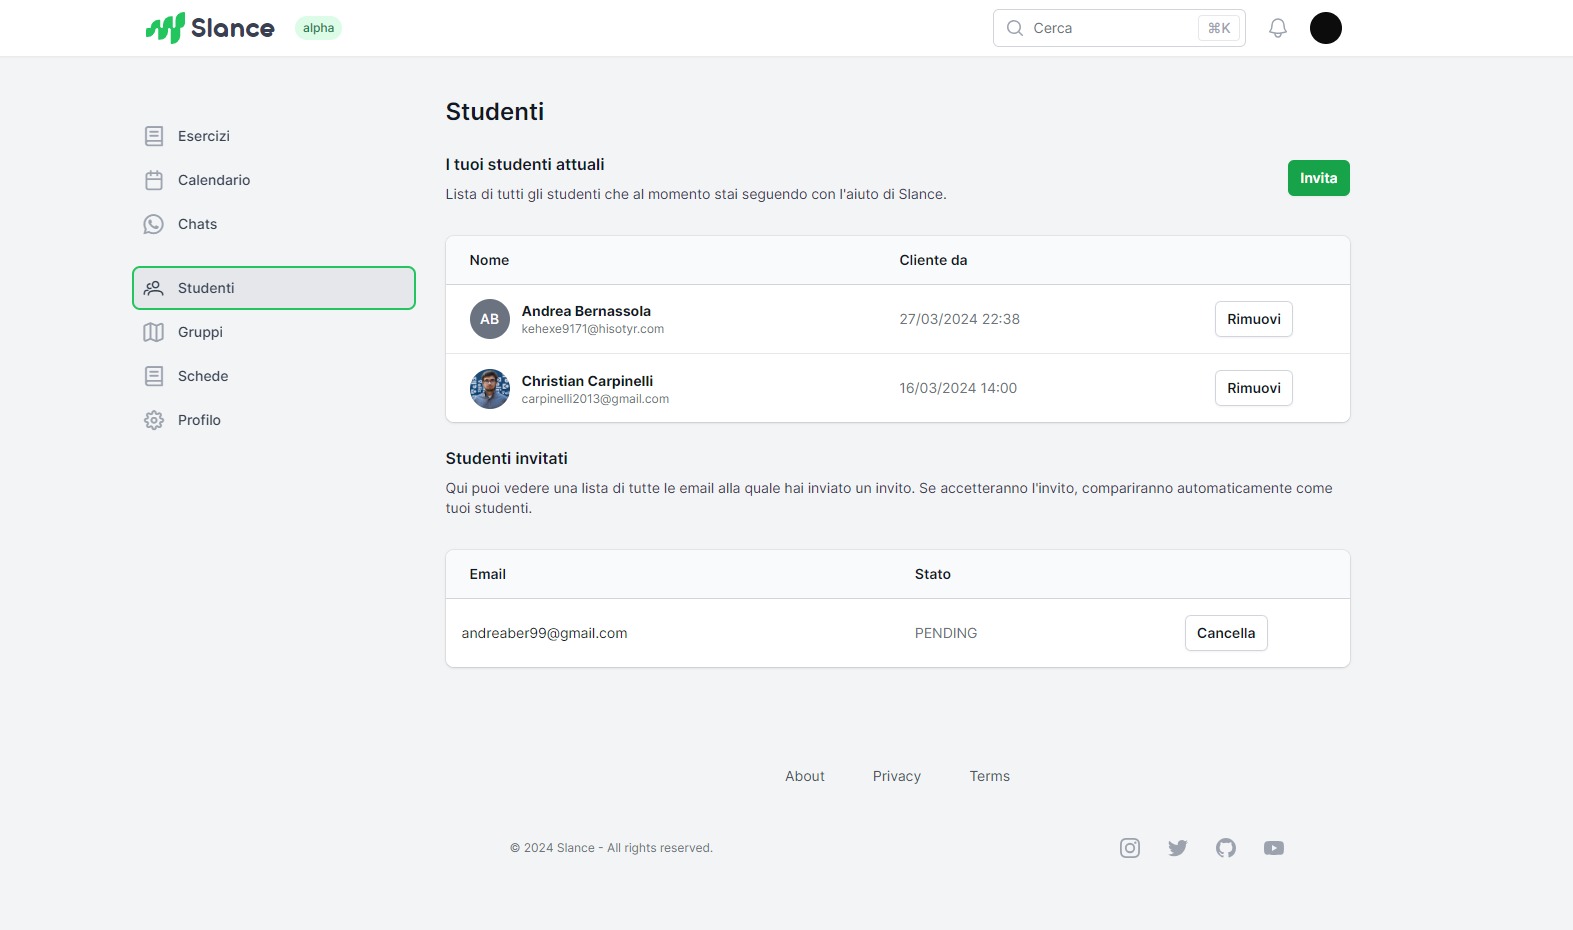 Slance
alpha
Cerca
⌘K
Esercizi
Calendario
Chats
Studenti
Gruppi
Schede
Profilo
Studenti
I tuoi studenti attuali
Lista di tutti gli studenti che al momento stai seguendo con l'aiuto di Slance.
Invita
Nome
Cliente da
AB
Andrea Bernassola
kehexe9171@hisotyr.com
27/03/2024 22:38
Rimuovi
Christian Carpinelli
carpinelli2013@gmail.com
16/03/2024 14:00
Rimuovi
Studenti invitati
Qui puoi vedere una lista di tutte le email alla quale hai inviato un invito. Se accetteranno l'invito, compariranno automaticamente come
tuoi studenti.
Email
Stato
andreaber99@gmail.com
PENDING
Cancella
About
Privacy
Terms
© 2024 Slance - All rights reserved.